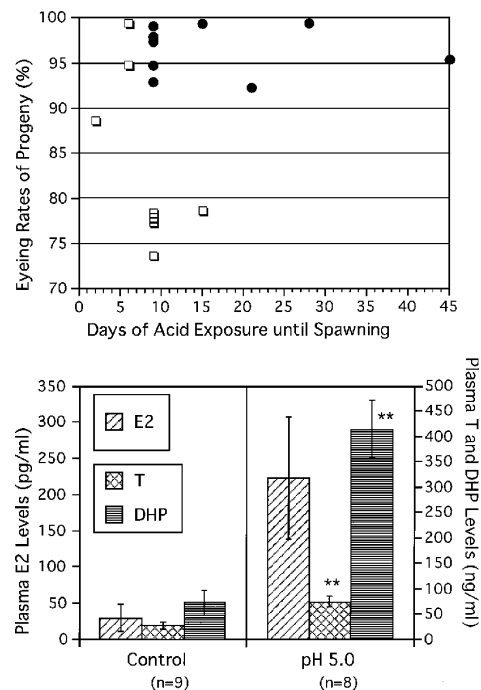 Eyeing Rates of Progeny (%)
100
95
90
85
80
75
70
0 5 10 15 20 25 30 35 40 45
Days of Acid Exposure until Spawning
Plasma E2 Levels (pg/ml)
350
300
250
200
150
100
50
0
E2
T
DHP
**
**
500
450
400
350
300
250
200
150
100
50
0
Plasma T and DHP Levels (ng/ml)
Control pH 5.0
(n=9) (n=8)